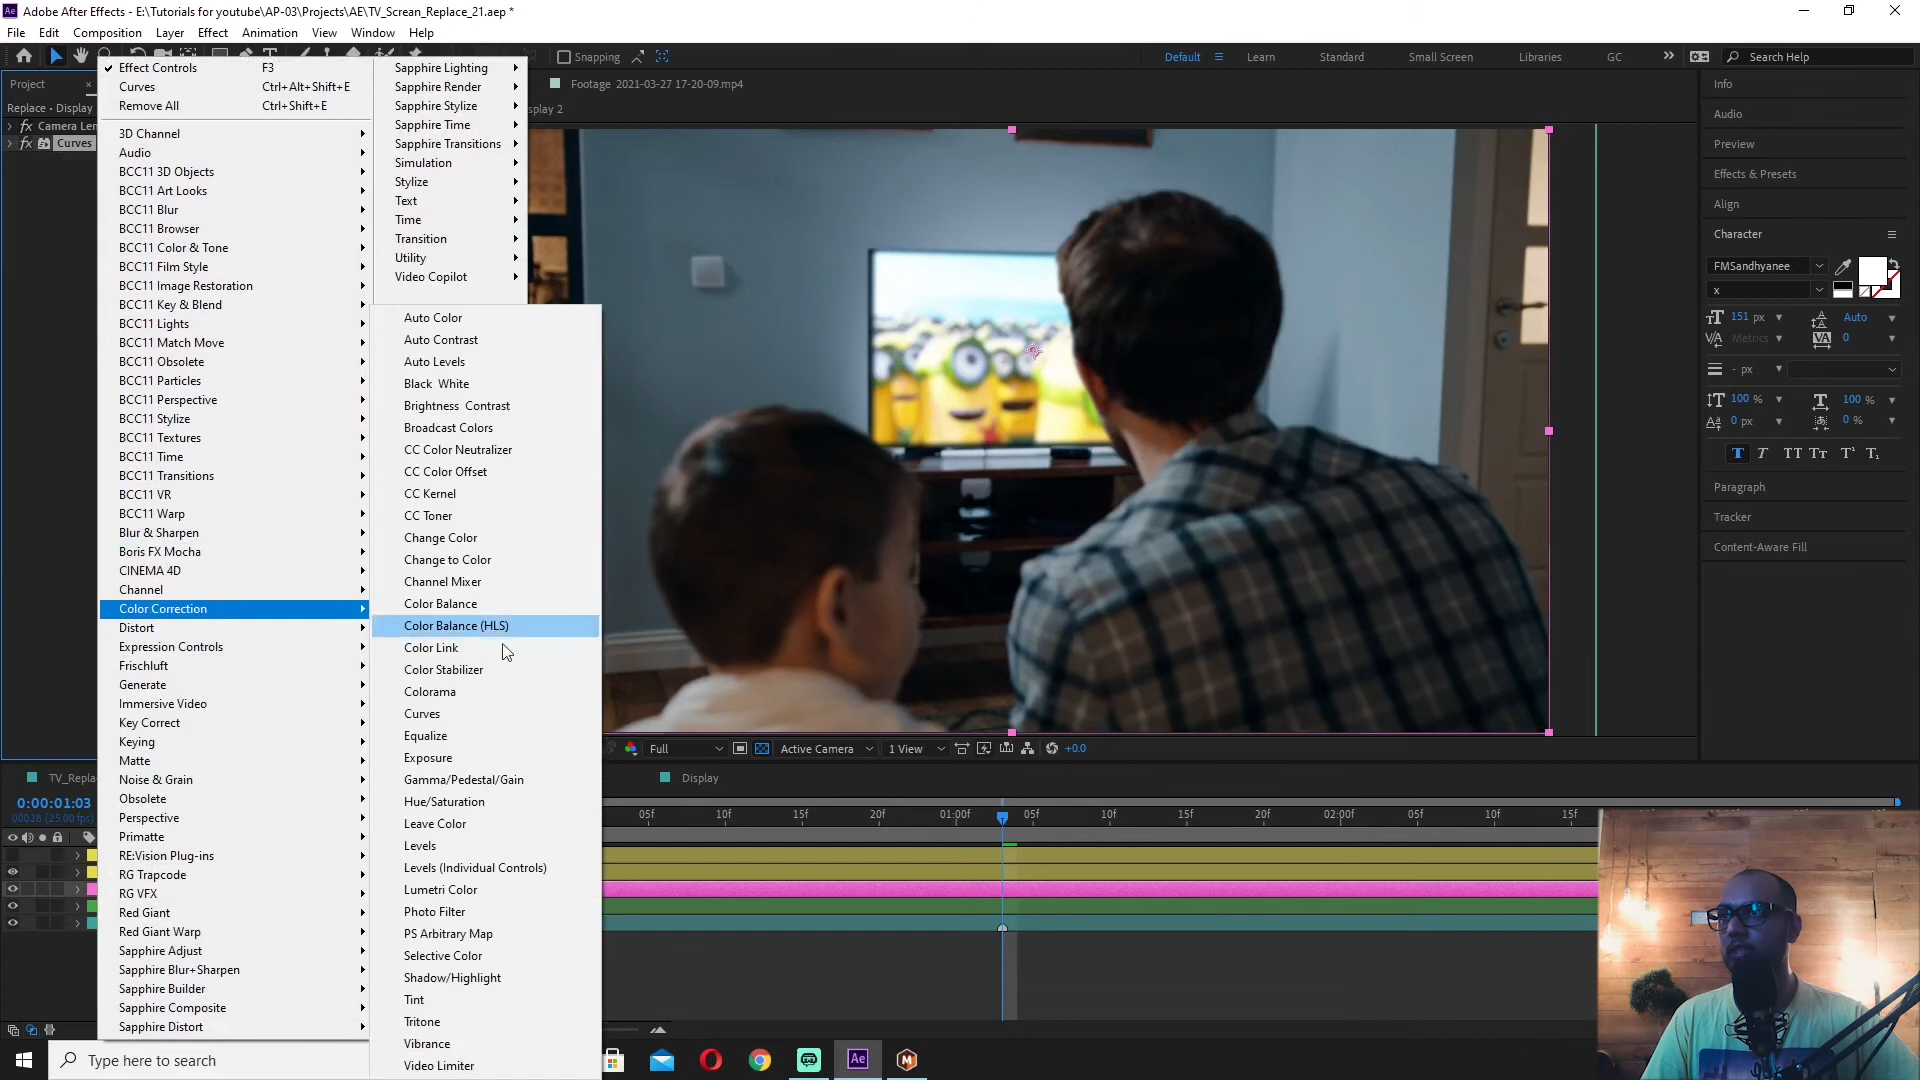 Ae Adobe After Effects - E:\Tutorials for youtube\AP-03\Projects\AE\TV_Screan_Replace_21.aep *
File Edit Composition Layer Effect Animation View Window Help
Snapping Default Learn Standard Small Screen Libraries GC Search Help
Project
Replace • Display
fx Camera Len
fx Curves
Footage 2021-03-27 17-20-09.mp4
splay 2
Effect Controls F3
Curves Ctrl+Alt+Shift+E
Remove All Ctrl+Shift+E
3D Channel
Audio
BCC11 3D Objects
BCC11 Art Looks
BCC11 Blur
BCC11 Browser
BCC11 Color & Tone
BCC11 Film Style
BCC11 Image Restoration
BCC11 Key & Blend
BCC11 Lights
BCC11 Match Move
BCC11 Obsolete
BCC11 Particles
BCC11 Perspective
BCC11 Stylize
BCC11 Textures
BCC11 Time
BCC11 Transitions
BCC11 VR
BCC11 Warp
Blur & Sharpen
Boris FX Mocha
CINEMA 4D
Channel
Color Correction
Distort
Expression Controls
Frischluft
Generate
Immersive Video
Key Correct
Keying
Matte
Noise & Grain
Obsolete
Perspective
Primatte
RE:Vision Plug-ins
RG Trapcode
RG VFX
Red Giant
Red Giant Warp
Sapphire Adjust
Sapphire Blur+Sharpen
Sapphire Builder
Sapphire Composite
Sapphire Distort
Sapphire Lighting
Sapphire Render
Sapphire Stylize
Sapphire Time
Sapphire Transitions
Simulation
Stylize
Text
Time
Transition
Utility
Video Copilot
Auto Color
Auto Contrast
Auto Levels
Black White
Brightness Contrast
Broadcast Colors
CC Color Neutralizer
CC Color Offset
CC Kernel
CC Toner
Change Color
Change to Color
Channel Mixer
Color Balance
Color Balance (HLS)
Color Link
Color Stabilizer
Colorama
Curves
Equalize
Exposure
Gamma/Pedestal/Gain
Hue/Saturation
Leave Color
Levels
Levels (Individual Controls)
Lumetri Color
Photo Filter
PS Arbitrary Map
Selective Color
Shadow/Highlight
Tint
Tritone
Vibrance
Video Limiter
Info
Audio
Preview
Effects & Presets
Align
Character
FMSandhyanee
x
151 px Auto
Metrics 0
- px
100 % 100 %
0 px 0 %
T T TT Tт T¹ T₁
Paragraph
Tracker
Content-Aware Fill
Full Active Camera 1 View +0.0
TV_Repla Display
0:00:01:03
00028 (25.00 fps)
05f 10f 15f 20f 01:00f 05f 10f 15f 20f 02:00f 05f 10f 15f
Type here to search
Ae